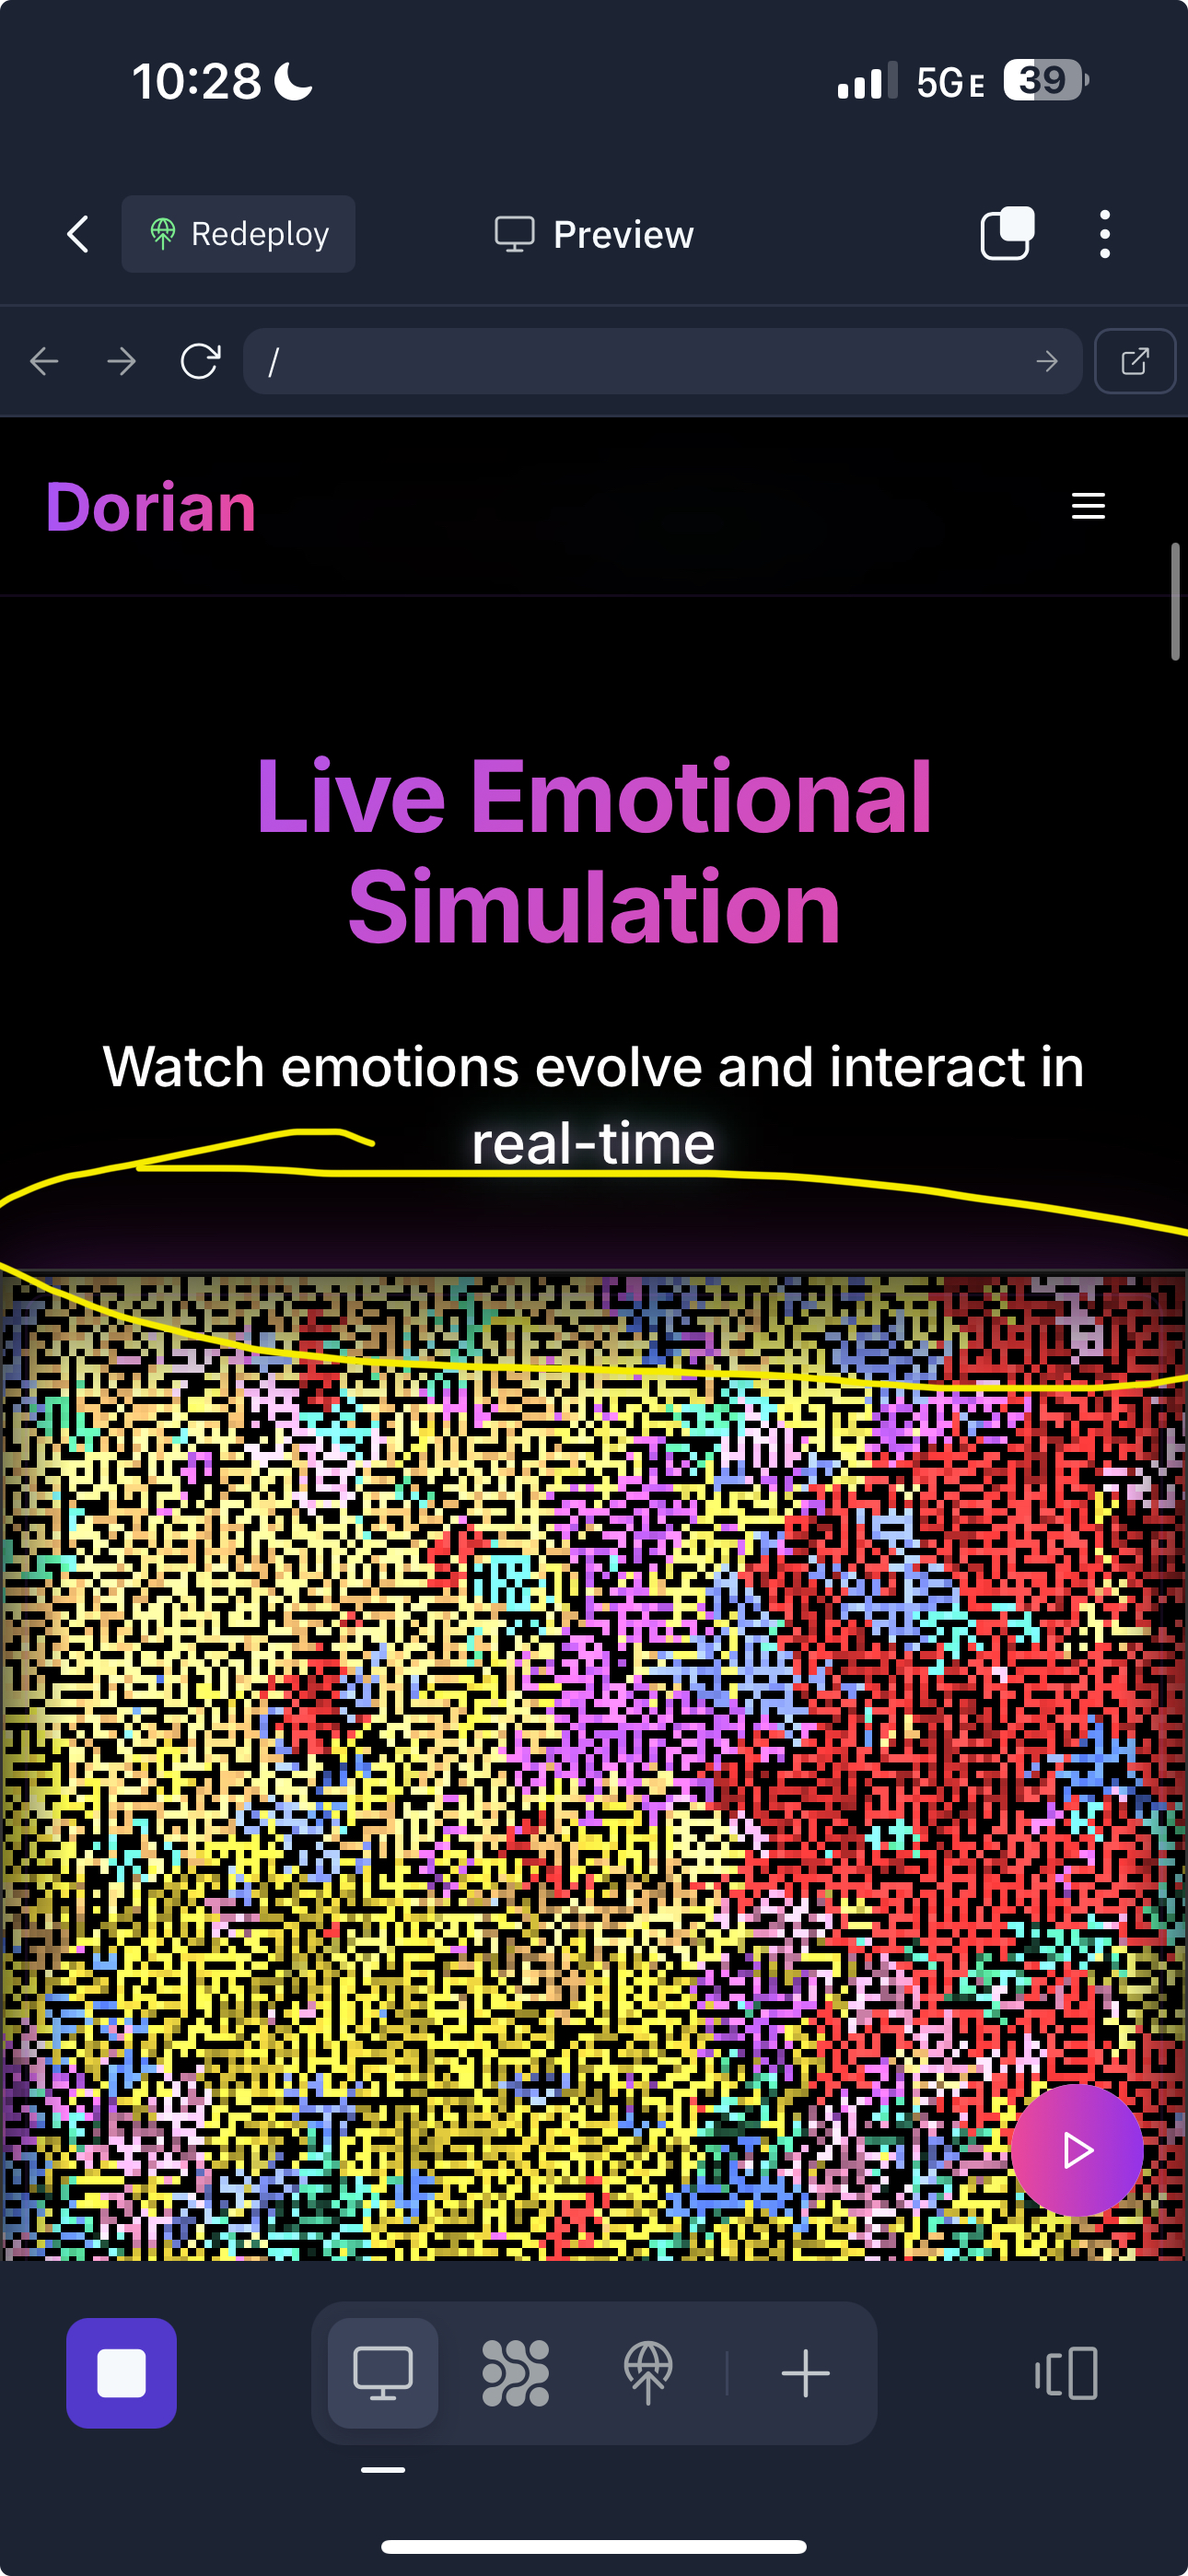 10:28
5GE
39
Redeploy
Preview
/
Dorian
Live Emotional
Simulation
Watch emotions evolve and interact in
real-time